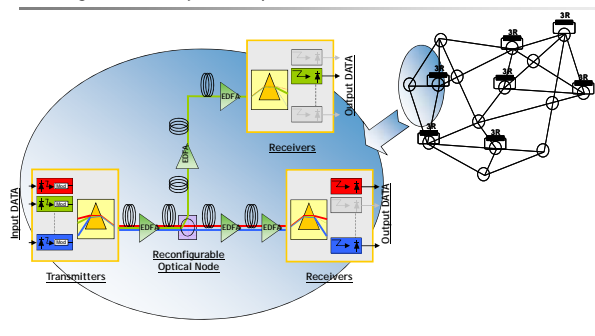 3R
3R
3R
3R
3R
3R
EDFA
Output DATA
Receivers
EDFA
Input DATA
Mod
Mod
Mod
EDFA
EDFA
EDFA
Output DATA
Reconfigurable
Optical Node
Transmitters
Receivers